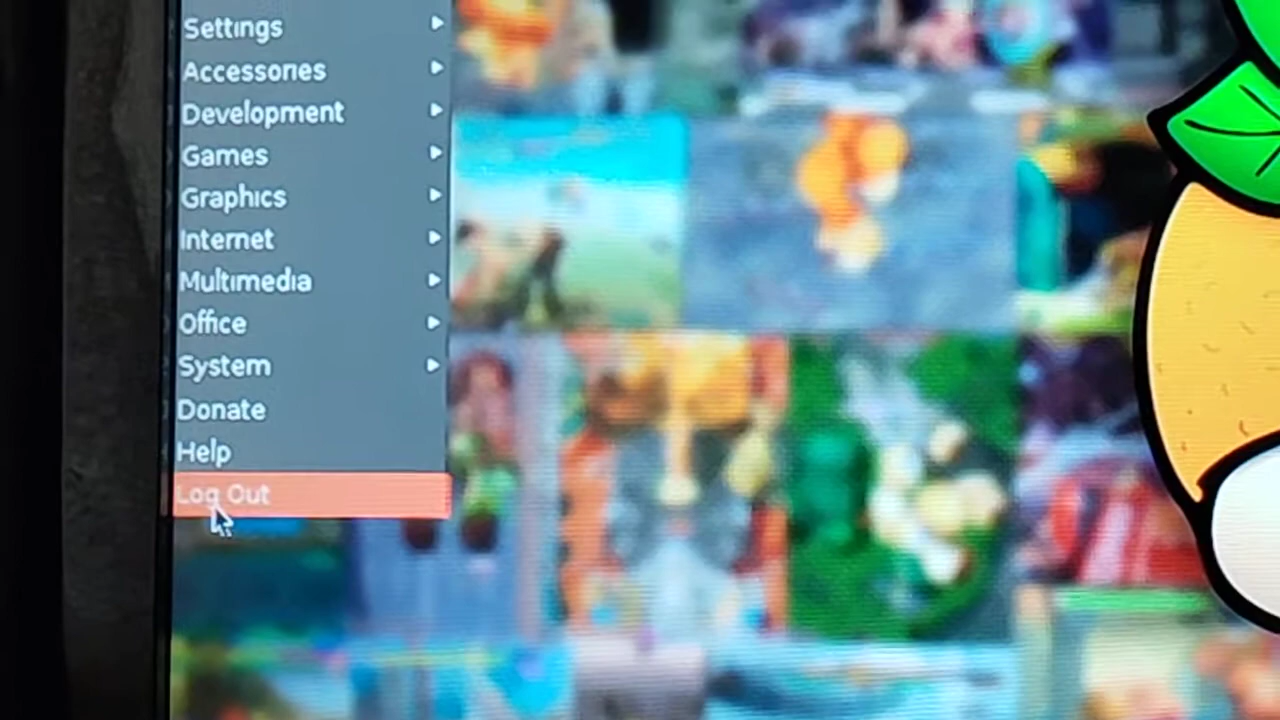 Settings
Accessories
Development
Games
Graphics
Internet
Multimedia
Office
System
Donate
Help
Log Out